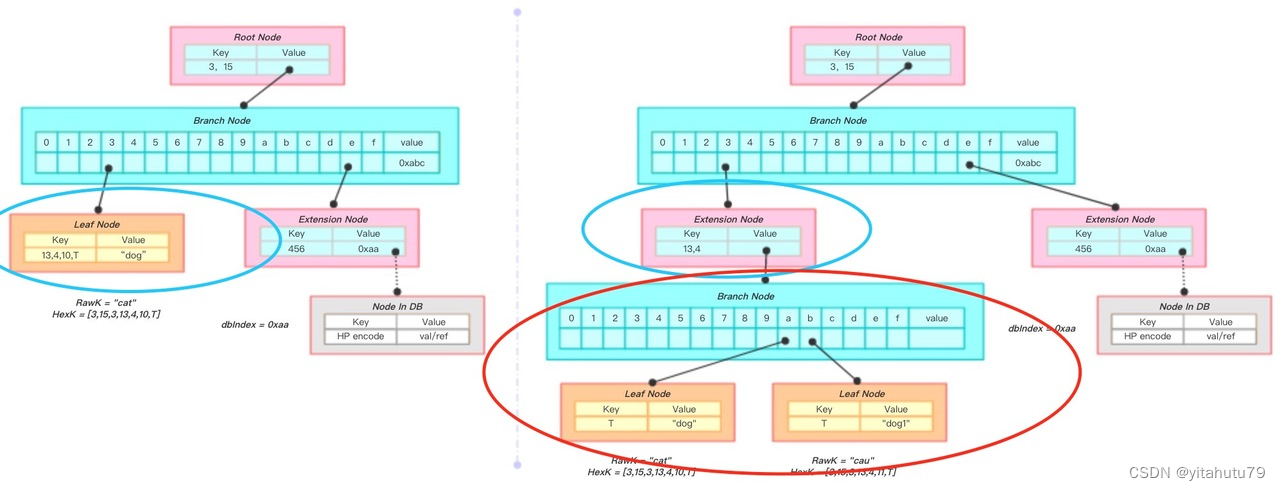 Root Node
Key Value
3, 15
Branch Node
0 1 2 3 4 5 6 7 8 9 a b c d e f value
0xabc
Leaf Node
Key Value
13,4,10,T "dog"
RawK = "cat"
HexK = [3,15,3,13,4,10,T]
Extension Node
Key Value
456 0xaa
dbIndex = 0xaa
Node In DB
Key Value
HP encode val/ref
Root Node
Key Value
3, 15
Branch Node
0 1 2 3 4 5 6 7 8 9 a b c d e f value
0xabc
Extension Node
Key Value
13,4
Extension Node
Key Value
456 0xaa
Branch Node
0 1 2 3 4 5 6 7 8 9 a b c d e f value
dbIndex = 0xaa
Node In DB
Key Value
HP encode val/ref
Leaf Node
Key Value
T "dog"
RawK = "cat"
HexK = [3,15,3,13,4,10,T]
Leaf Node
Key Value
T "dog1"
RawK = "cau"
HexK = [3,15,3,13,4,11,T]
CSDN @yitahutu79